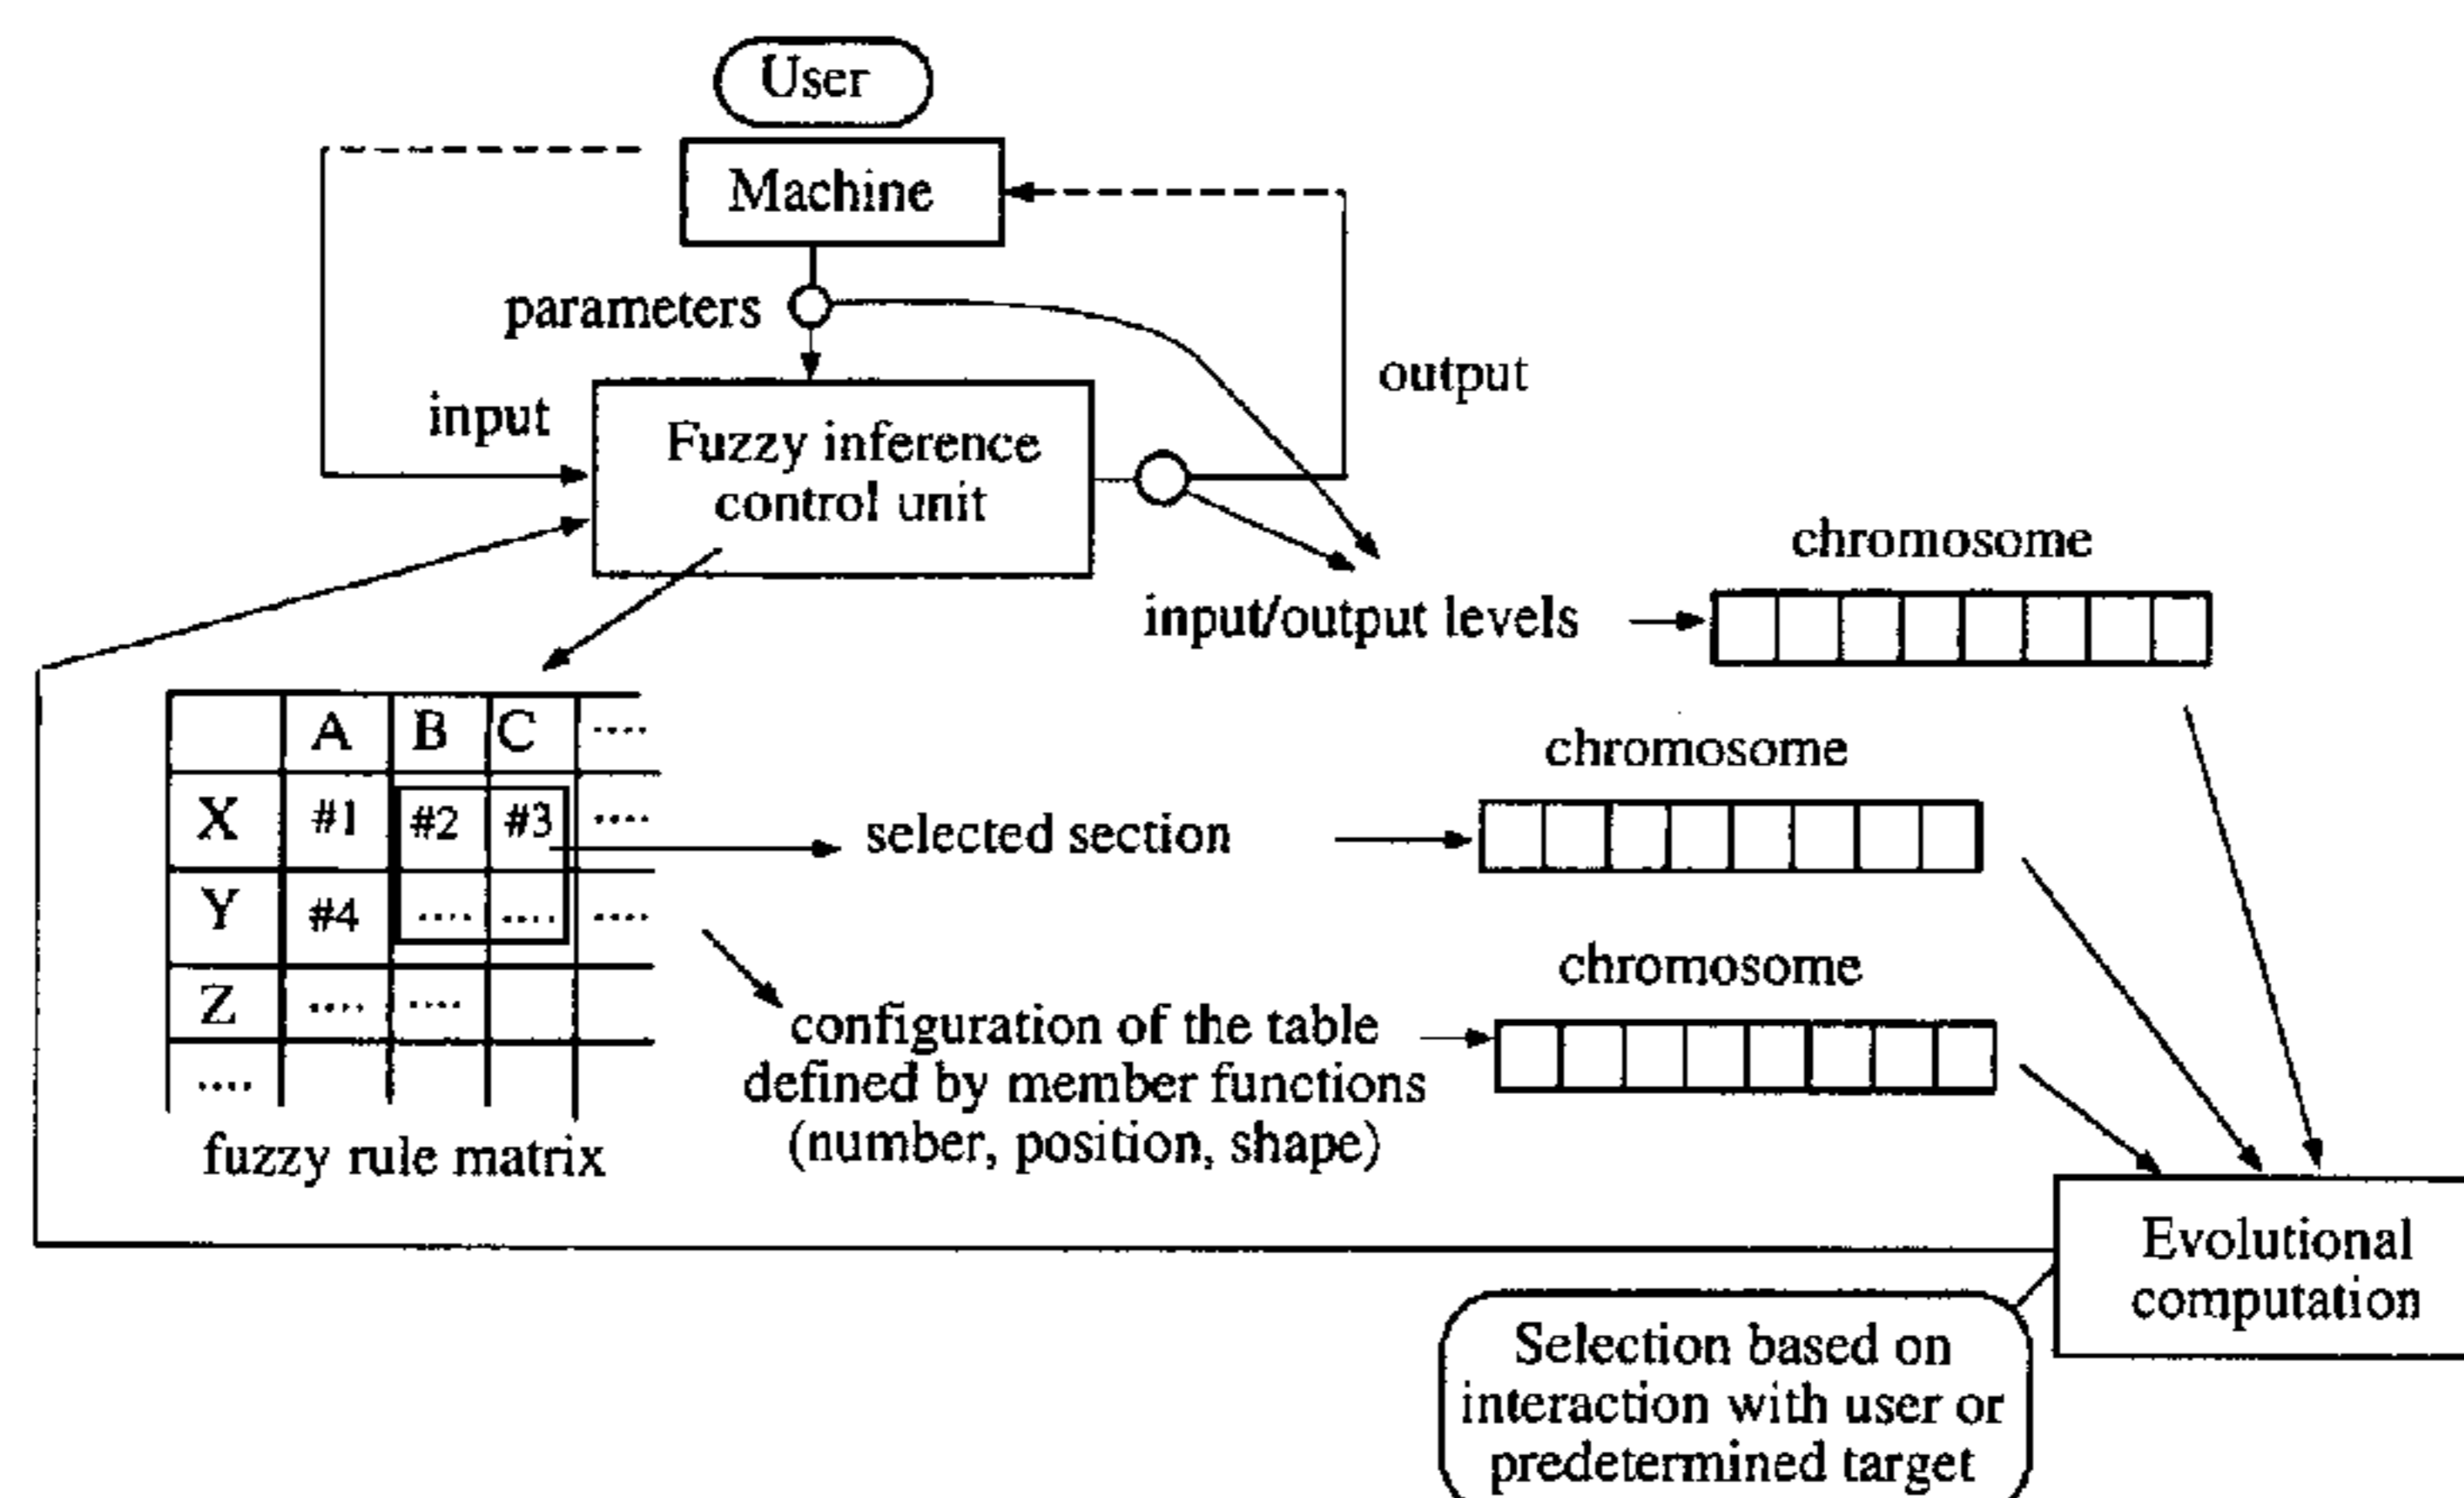 User
Machine
parameters
output
input
Fuzzy inference
control unit
chromosome
input/output levels
A B C ....
chromosome
X #1 #2 #3 ....
selected section
Y #4 .... .... ....
chromosome
Z .... ....
configuration of the table
defined by member functions
(number, position, shape)
....
fuzzy rule matrix
Evolutional
computation
Selection based on
interaction with user or
predetermined target